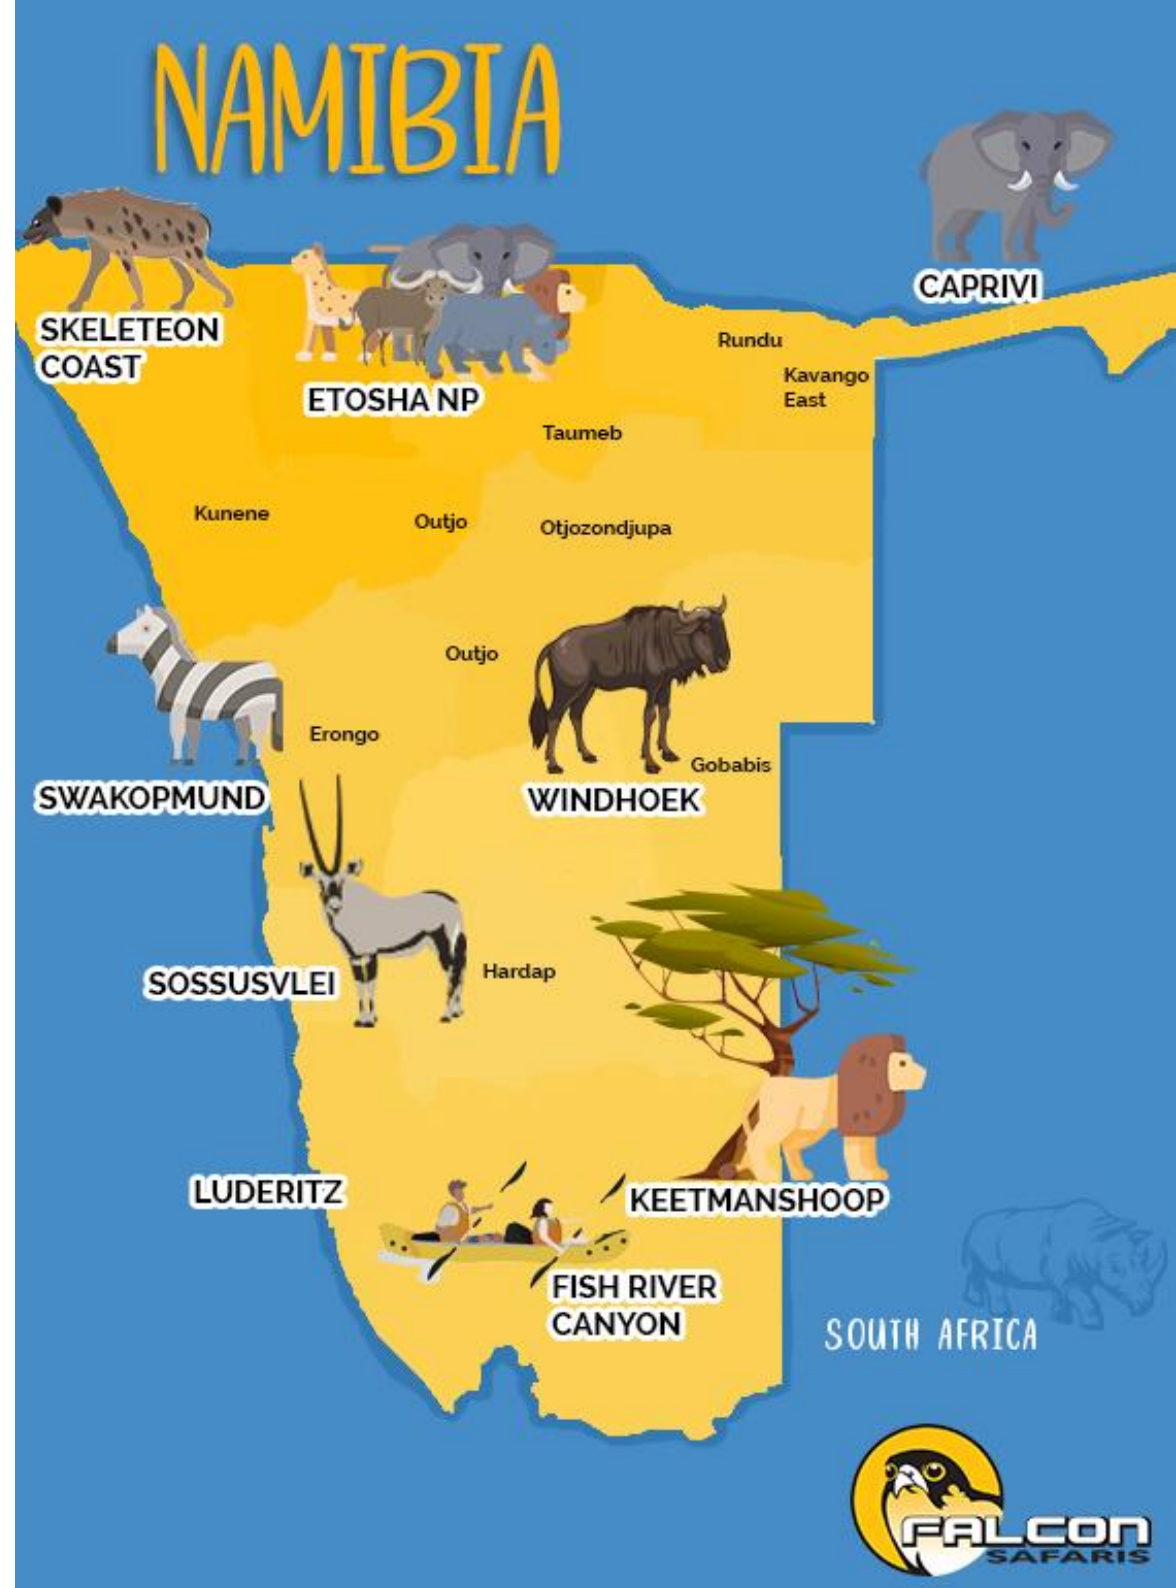 NAMIBIA
CAPRIVI
SKELETEON
COAST
ETOSHA NP
Rundu
Kavango
East
Taumeb
Kunene
Outjo
Otjozondjupa
Outjo
Erongo
Gobabis
SWAKOPMUND
WINDHOEK
SOSSUSVLEI
Hardap
LUDERITZ
KEETMANSHOOP
FISH RIVER
CANYON
SOUTH AFRICA
FALCON
SAFARIS